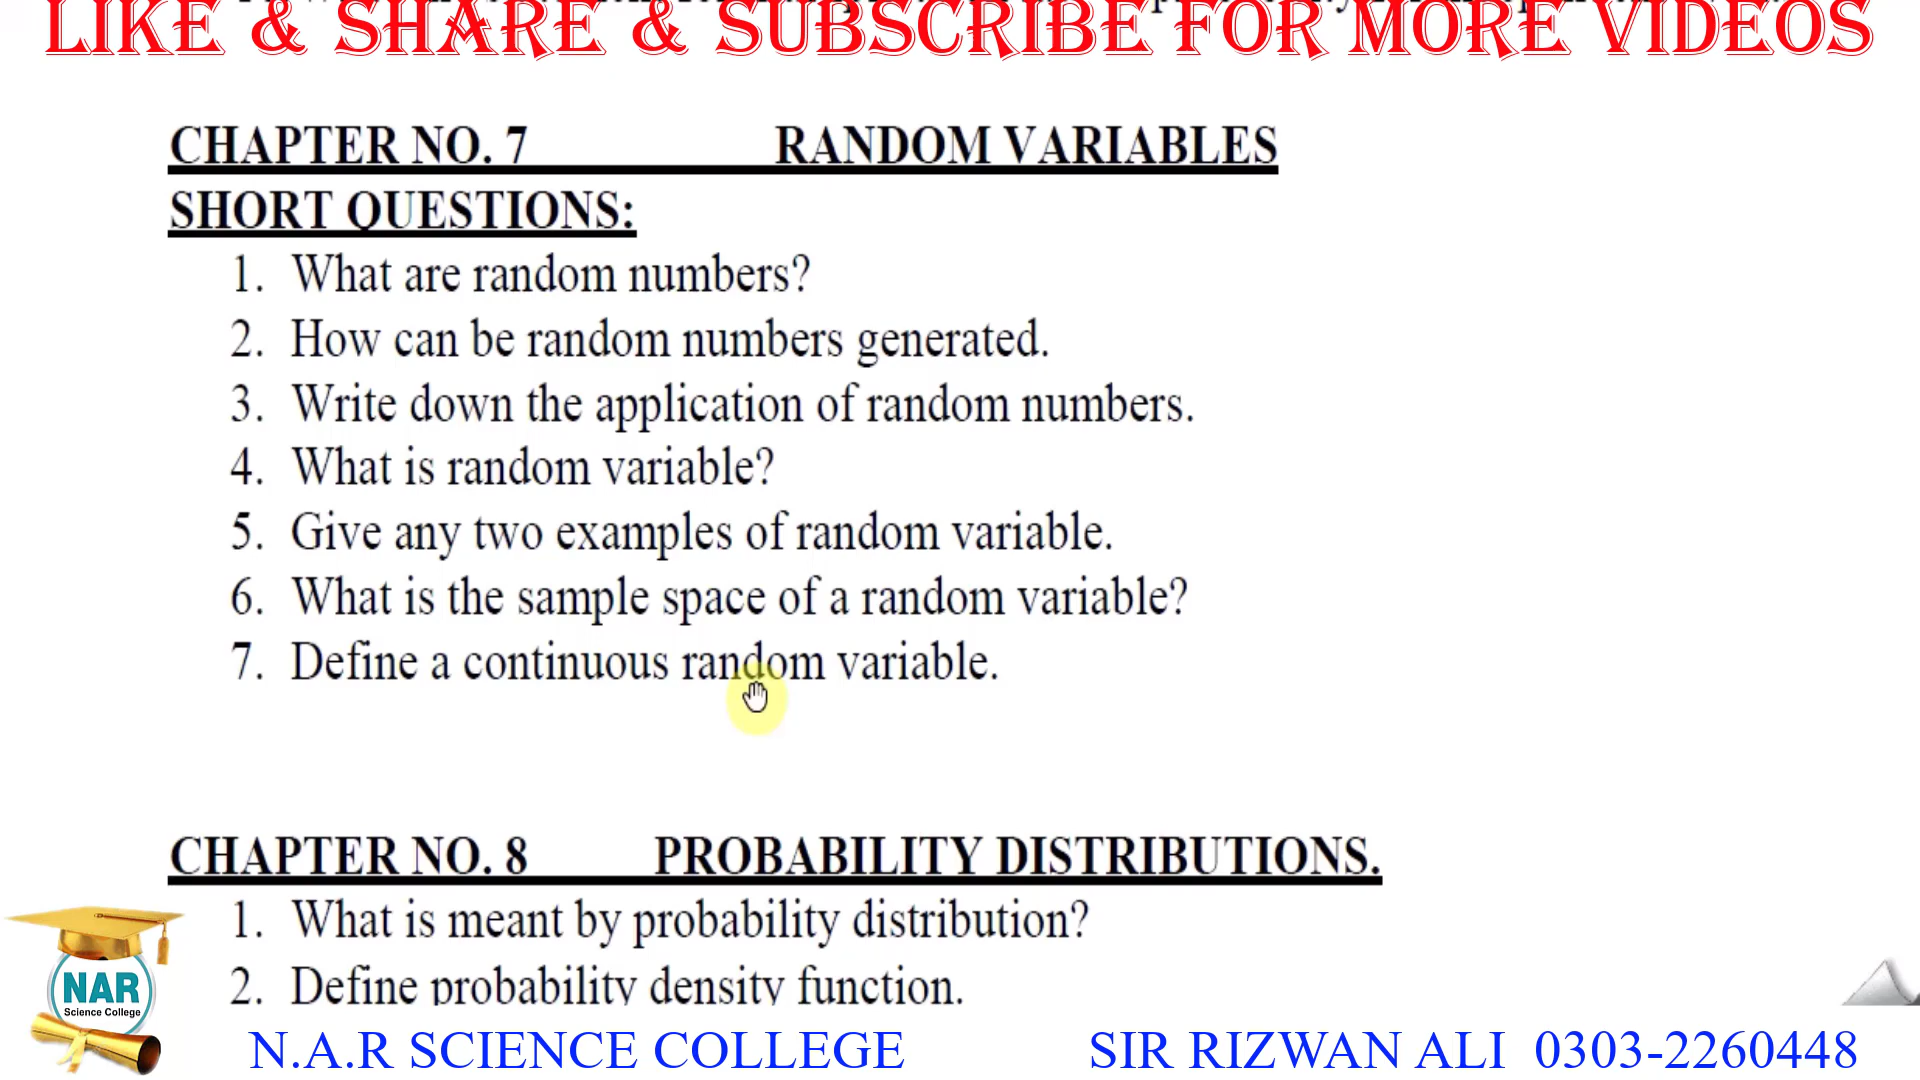 LIKE & SHARE & SUBSCRIBE FOR MORE VIDEOS
CHAPTER NO. 7 RANDOM VARIABLES
SHORT QUESTIONS:
1. What are random numbers?
2. How can be random numbers generated.
3. Write down the application of random numbers.
4. What is random variable?
5. Give any two examples of random variable.
6. What is the sample space of a random variable?
7. Define a continuous random variable.
CHAPTER NO. 8 PROBABILITY DISTRIBUTIONS.
1. What is meant by probability distribution?
2. Define probability density function.
NAR
Science College
N.A.R SCIENCE COLLEGE SIR RIZWAN ALI 0303-2260448